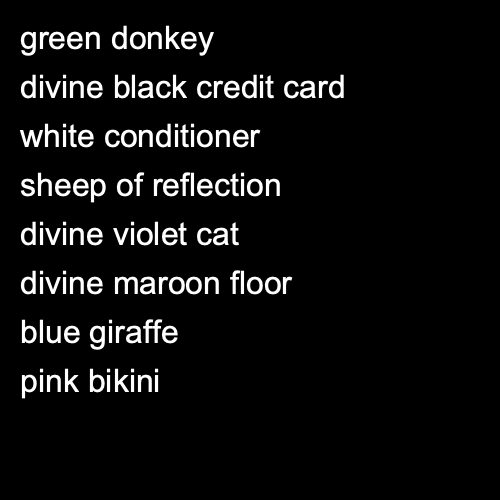 green donkey
divine black credit card
white conditioner
sheep of reflection
divine violet cat
divine maroon floor
blue giraffe
pink bikini